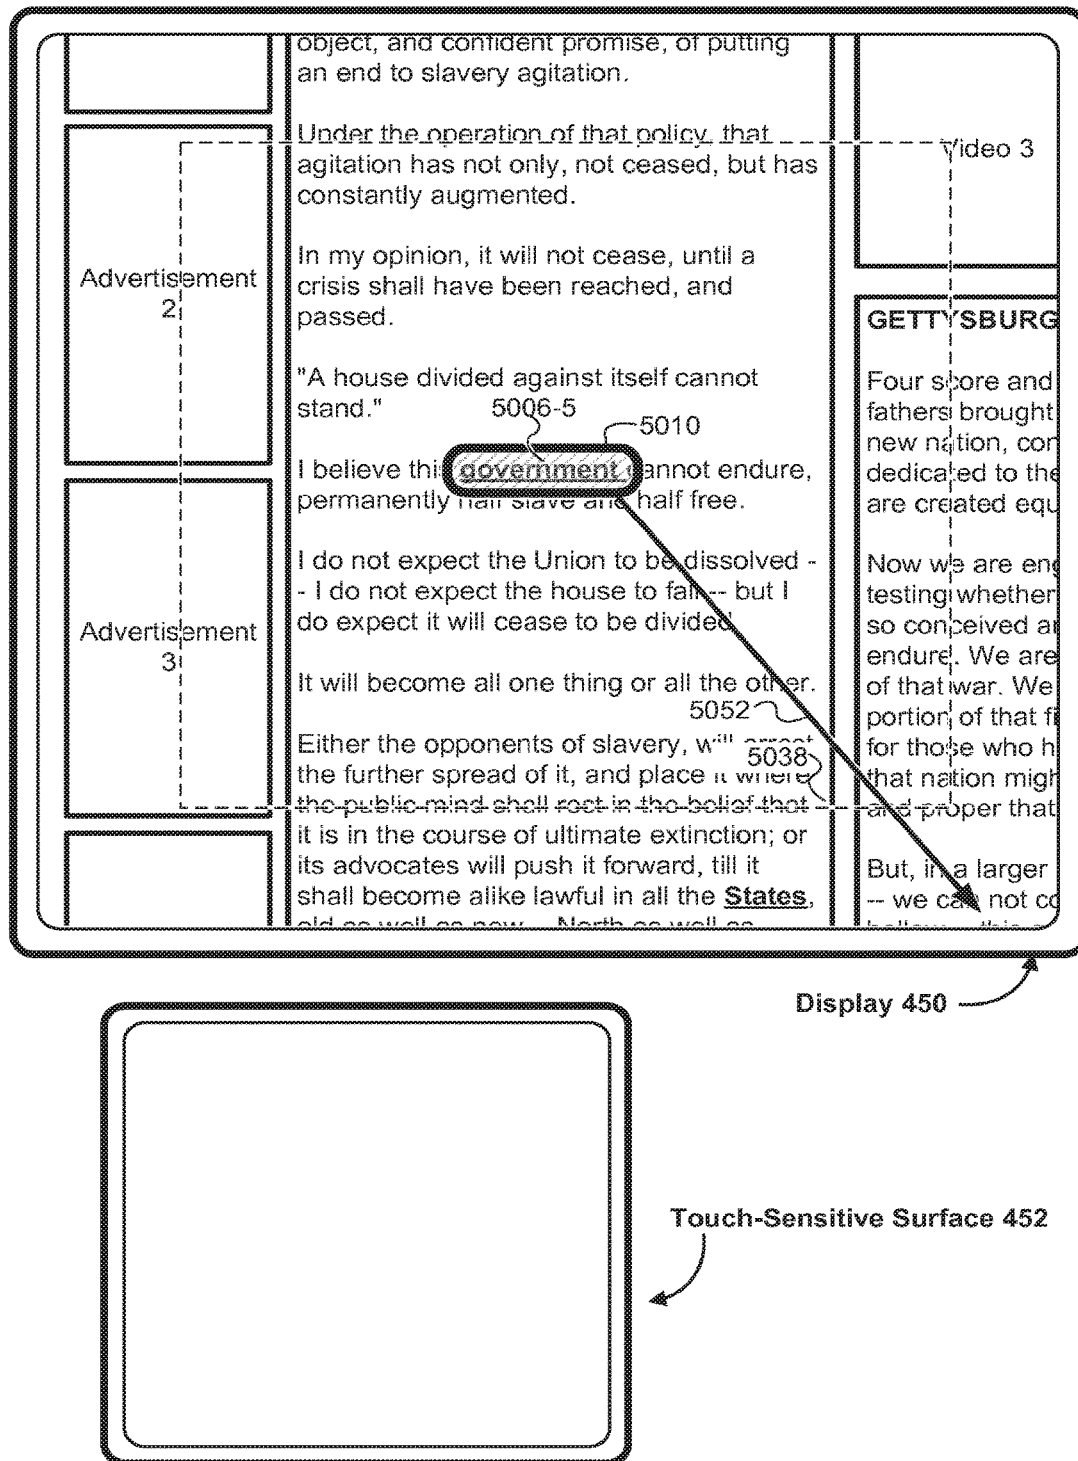 object, and confident promise, of putting
an end to slavery agitation.
Under the operation of that policy, that
agitation has not only, not ceased, but has
constantly augmented.
In my opinion, it will not cease, until a
crisis shall have been reached, and
passed.
"A house divided against itself cannot
stand."
5006-5
5010
I believe this government cannot endure,
permanently half slave and half free.
I do not expect the Union to be dissolved -
- I do not expect the house to fall -- but I
do expect it will cease to be divided.
It will become all one thing or all the other.
5052
Either the opponents of slavery, will arrest
5038
the further spread of it, and place it where
the public mind shall rest in the belief that
it is in the course of ultimate extinction; or
its advocates will push it forward, till it
shall become alike lawful in all the States,
old as well as new -- North as well as
Advertisement
2
Advertisement
3
Video 3
GETTYSBURG
Four score and
fathers brought
new nation, con
dedicated to the
are created equ
Now we are eng
testing whether
so conceived an
endure. We are
of that war. We
portion of that fi
for those who h
that nation migh
and proper that
But, in a larger
-- we can not co
Display 450
Touch-Sensitive Surface 452